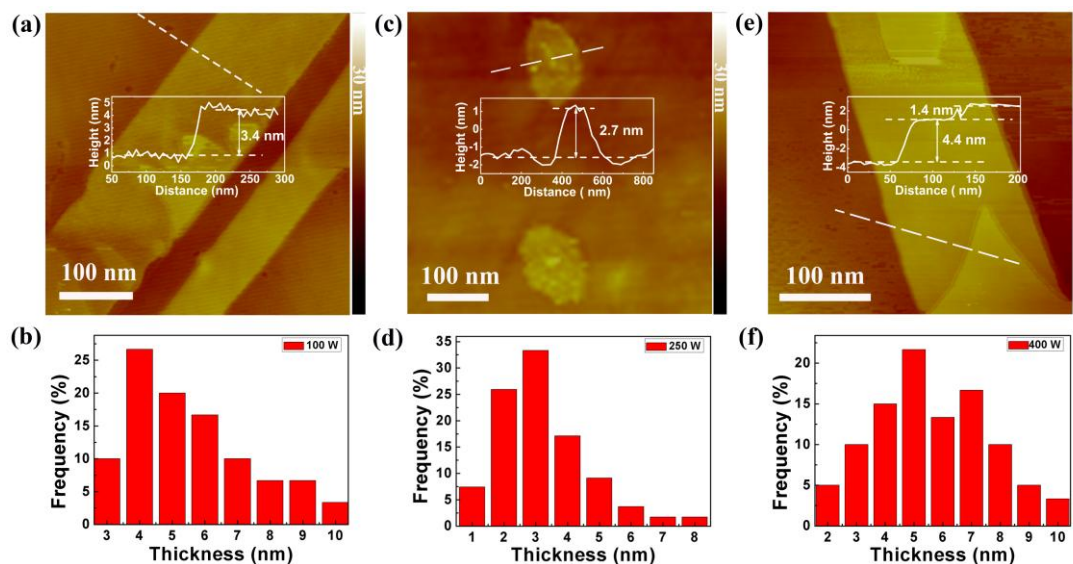 (a)
30 nm
Height (nm)
5
4
3
2
1
0
3.4 nm
50 100 150 200 250 300
Distance (nm)
100 nm
(c)
30 nm
Height (nm)
1
0
-1
-2
2.7 nm
0 200 400 600 800
Distance ( nm)
100 nm
(e)
Height (nm)
2
0
-2
-4
1.4 nm
4.4 nm
0 50 100 150 200
Distance (nm)
100 nm
(b)
100 W
Frequency (%)
25
20
15
10
5
0
3 4 5 6 7 8 9 10
Thickness (nm)
(d)
250 W
Frequency (%)
35
30
25
20
15
10
5
0
1 2 3 4 5 6 7 8
Thickness (nm)
(f)
400 W
Frequency (%)
20
15
10
5
0
2 3 4 5 6 7 8 9 10
Thickness (nm)